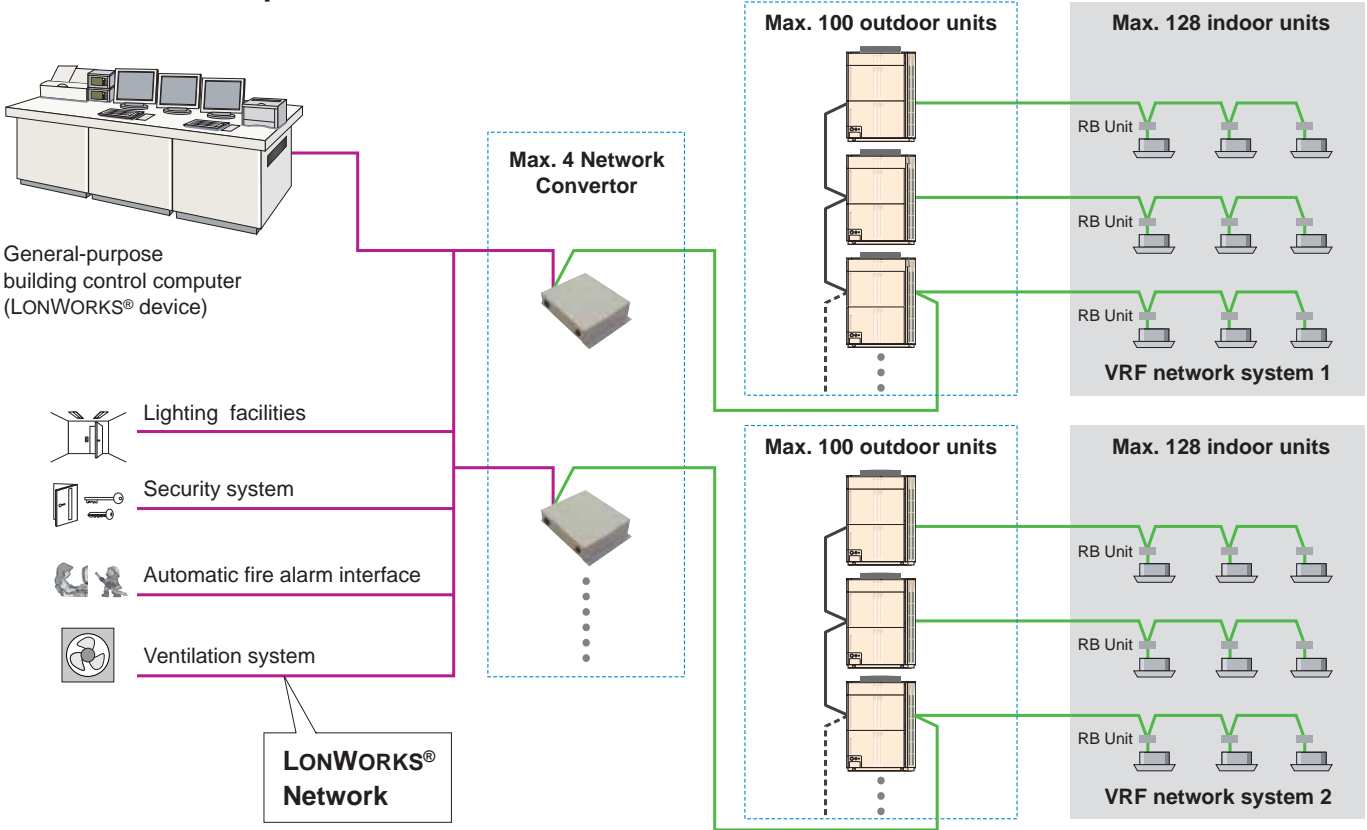 General-purpose
building control computer
(LONWORKS® device)
Max. 4 Network
Convertor
Lighting facilities
Security system
Automatic fire alarm interface
Ventilation system
LONWORKS®
Network
Max. 100 outdoor units
Max. 128 indoor units
RB Unit
RB Unit
RB Unit
VRF network system 1
Max. 100 outdoor units
Max. 128 indoor units
RB Unit
RB Unit
RB Unit
VRF network system 2